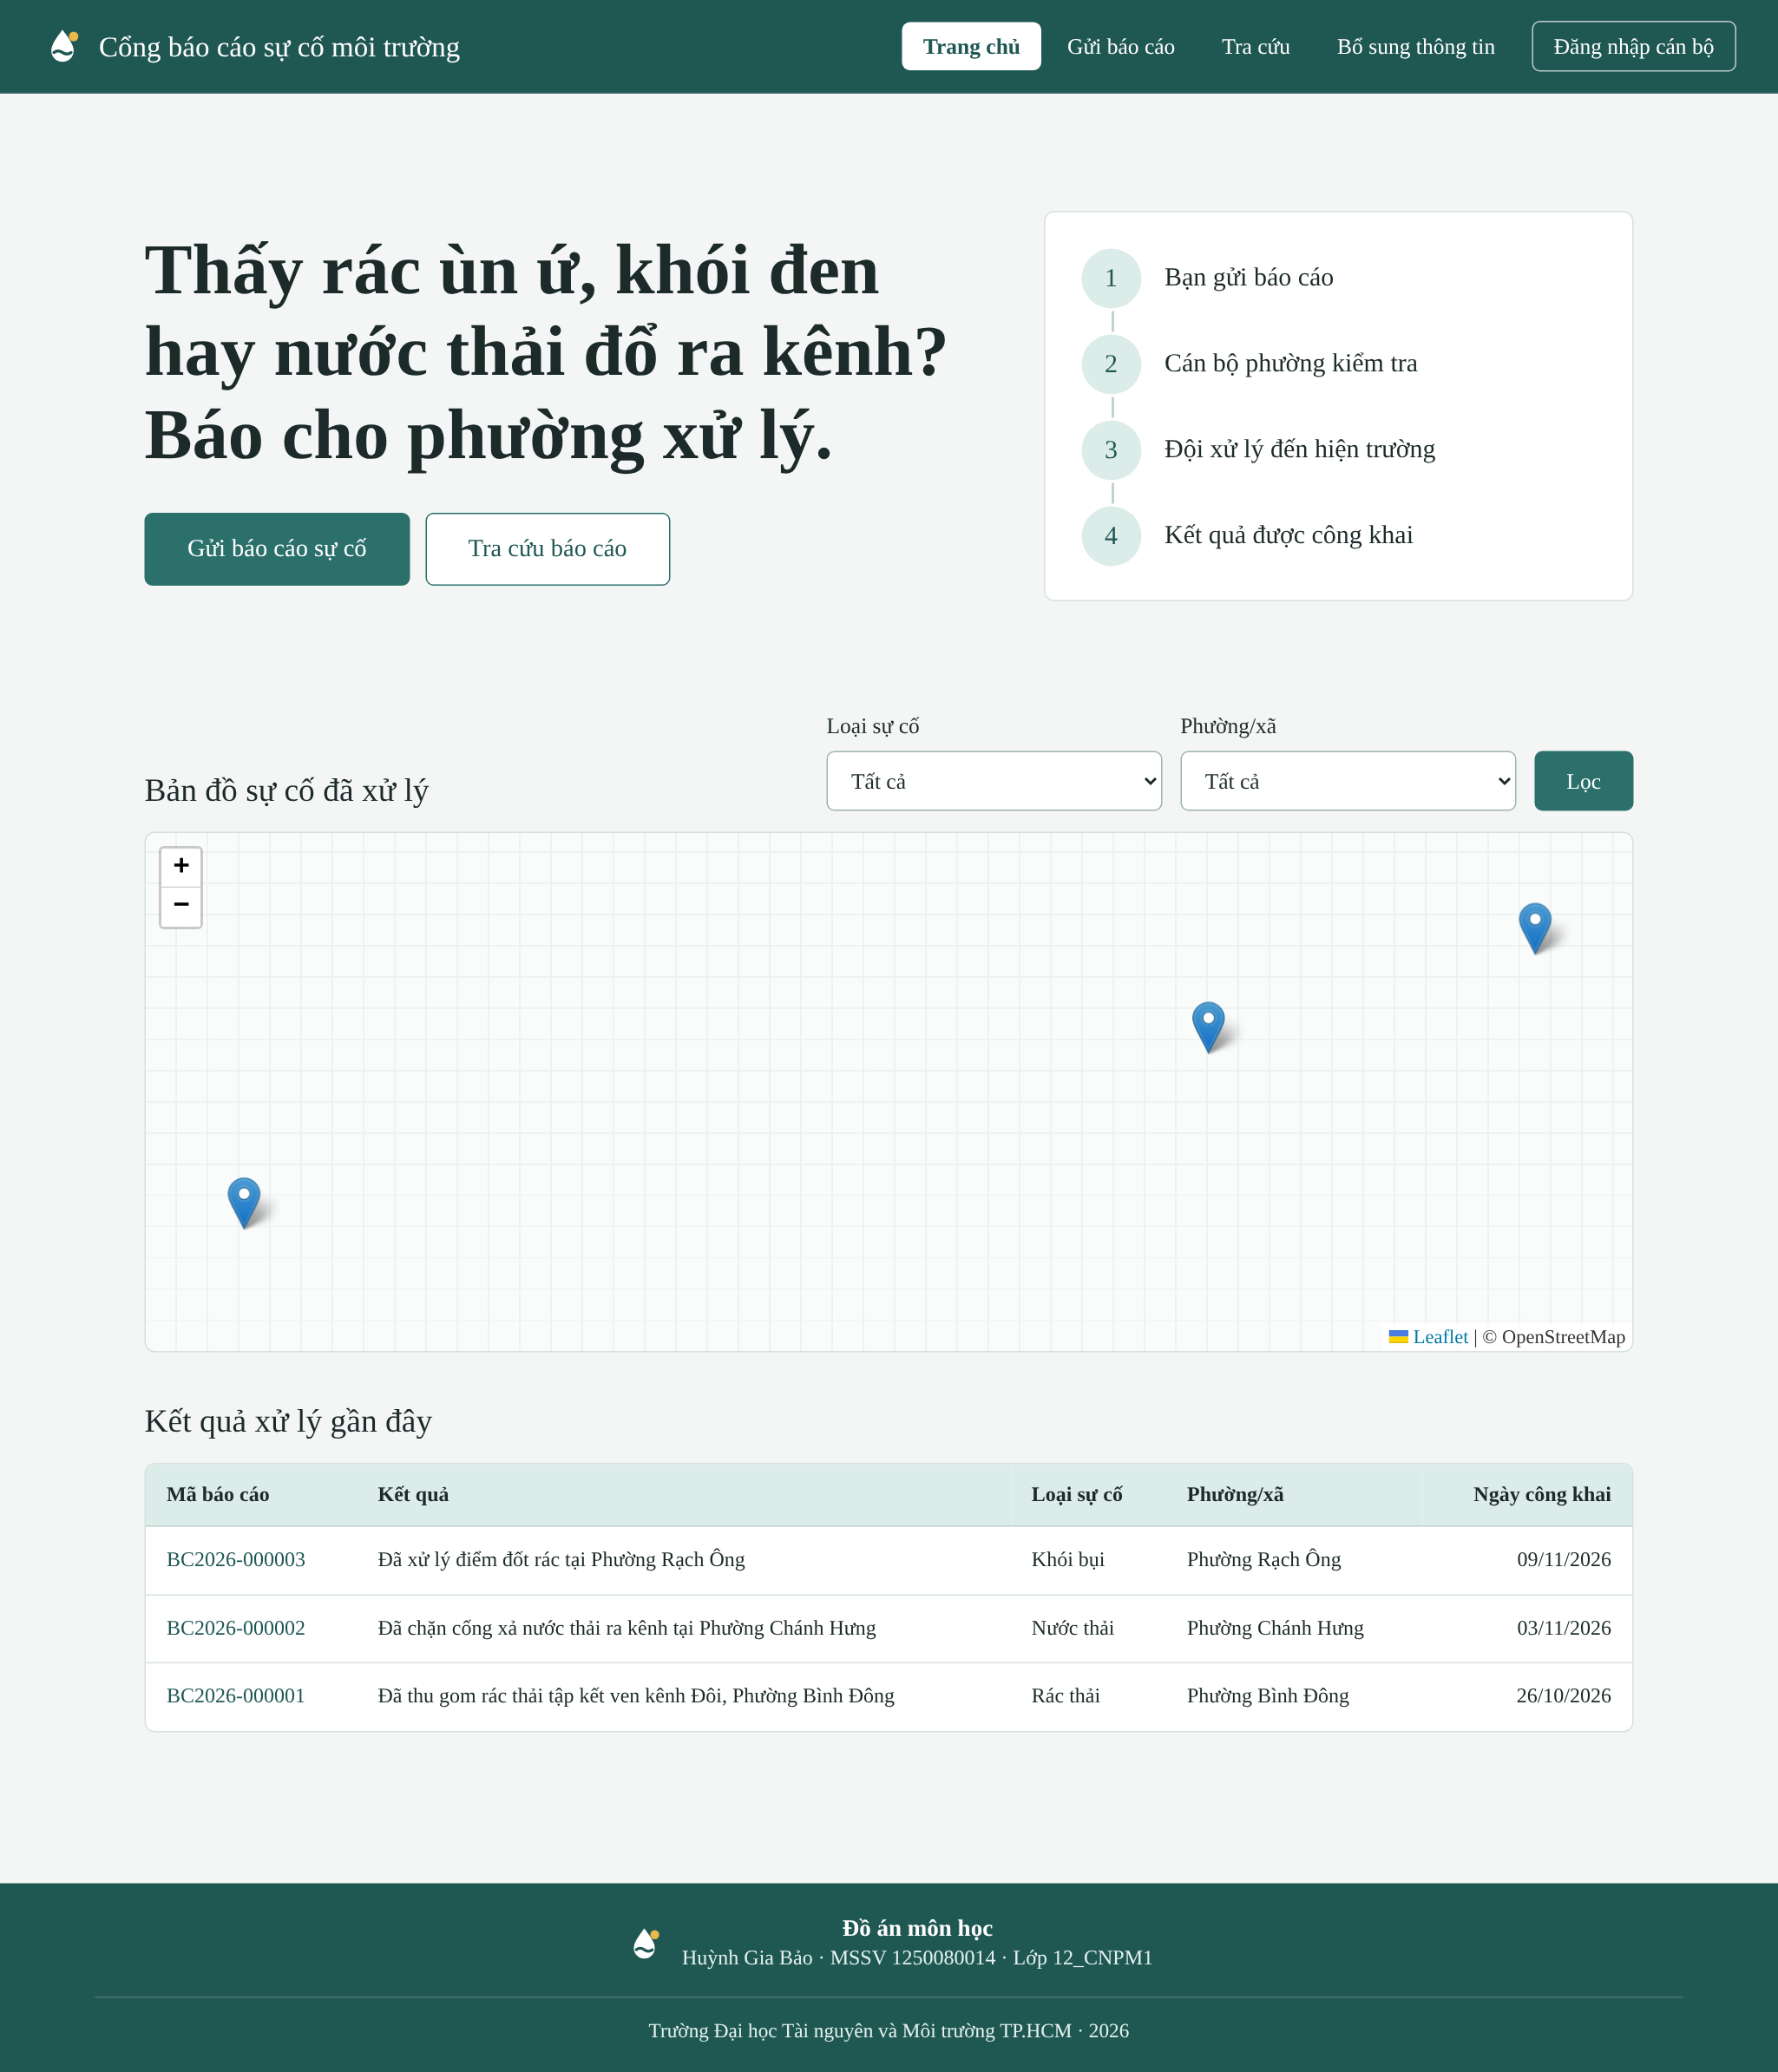 Cổng báo cáo sự cố môi trường
Trang chủ
Gửi báo cáo
Tra cứu
Bổ sung thông tin
Đăng nhập cán bộ
Thấy rác ùn ứ, khói đen
hay nước thải đổ ra kênh?
Báo cho phường xử lý.
Gửi báo cáo sự cố
Tra cứu báo cáo
1 Bạn gửi báo cáo
2 Cán bộ phường kiểm tra
3 Đội xử lý đến hiện trường
4 Kết quả được công khai
Bản đồ sự cố đã xử lý
Loại sự cố
Tất cả
Phường/xã
Tất cả
Lọc
+
−
Leaflet | © OpenStreetMap
Kết quả xử lý gần đây
Mã báo cáo Kết quả Loại sự cố Phường/xã Ngày công khai
BC2026-000003 Đã xử lý điểm đốt rác tại Phường Rạch Ông Khói bụi Phường Rạch Ông 09/11/2026
BC2026-000002 Đã chặn cống xả nước thải ra kênh tại Phường Chánh Hưng Nước thải Phường Chánh Hưng 03/11/2026
BC2026-000001 Đã thu gom rác thải tập kết ven kênh Đôi, Phường Bình Đông Rác thải Phường Bình Đông 26/10/2026
Đồ án môn học
Huỳnh Gia Bảo · MSSV 1250080014 · Lớp 12_CNPM1
Trường Đại học Tài nguyên và Môi trường TP.HCM · 2026